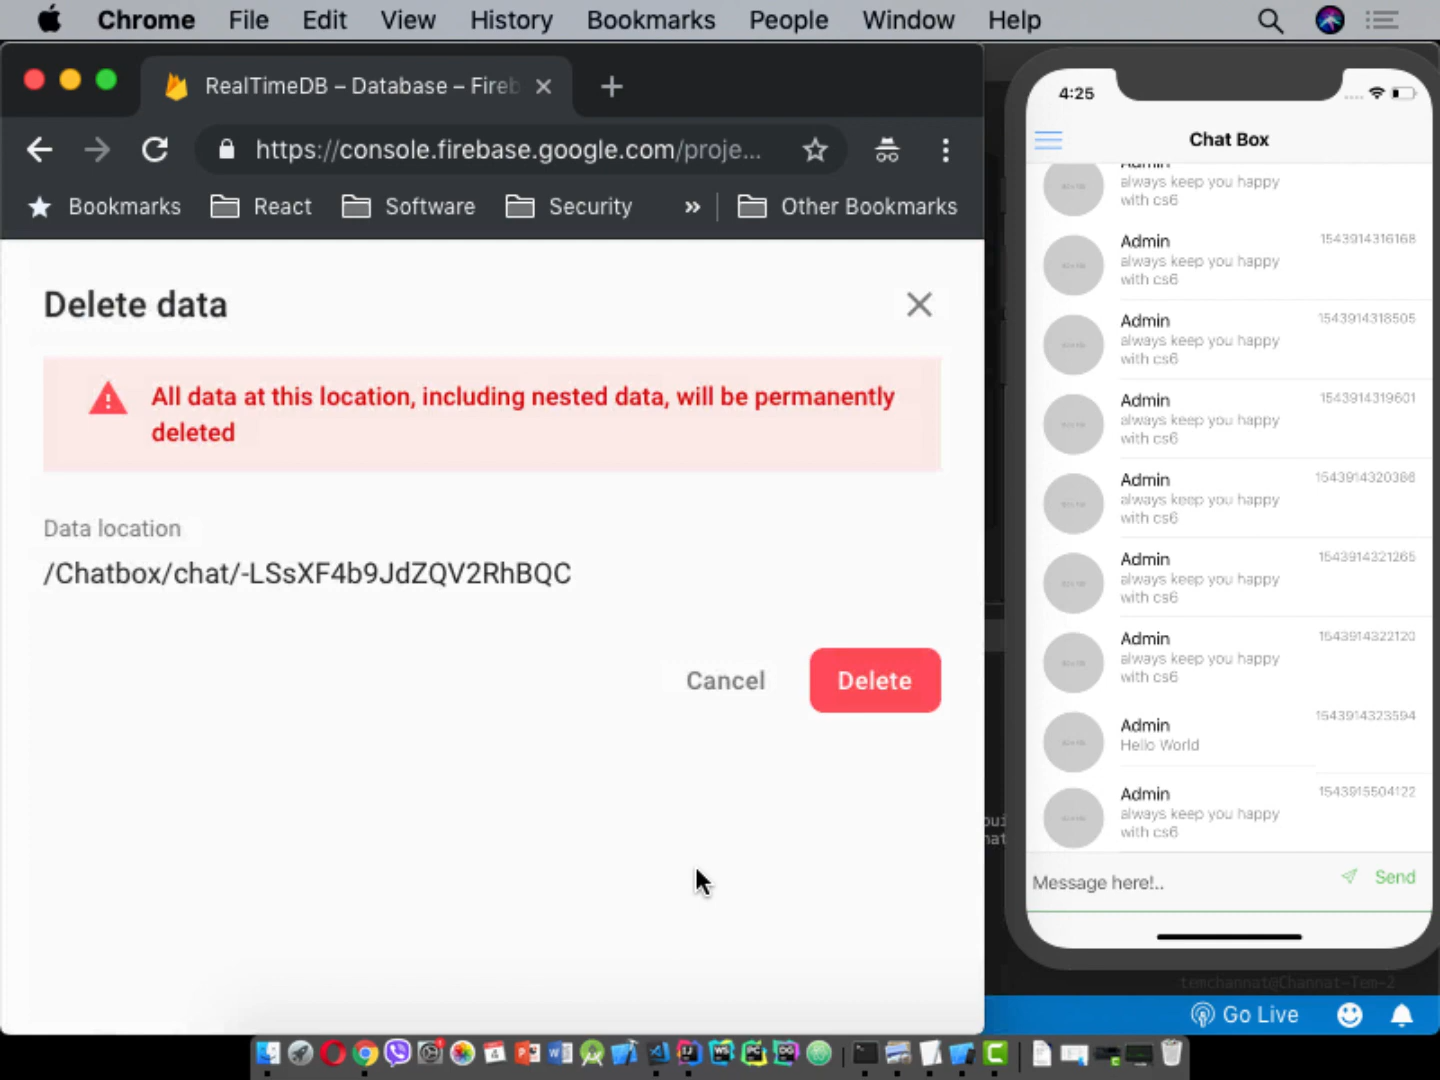 Chrome File Edit View History Bookmarks People Window Help
RealTimeDB – Database – Fireb
https://console.firebase.google.com/proje...
Bookmarks React Software Security » Other Bookmarks
Delete data
All data at this location, including nested data, will be permanently
deleted
Data location
/Chatbox/chat/-LSsXF4b9JdZQV2RhBQC
Cancel Delete
4:25
Chat Box
Admin
always keep you happy
with cs6
Admin 1543914316168
always keep you happy
with cs6
Admin 1543914318505
always keep you happy
with cs6
Admin 1543914319601
always keep you happy
with cs6
Admin 1543914320386
always keep you happy
with cs6
Admin 1543914321265
always keep you happy
with cs6
Admin 1543914322120
always keep you happy
with cs6
Admin 1543914323594
Hello World
Admin 1543915504122
always keep you happy
with cs6
Message here!.. Send
temchannat@Channat-Tem-2
Go Live